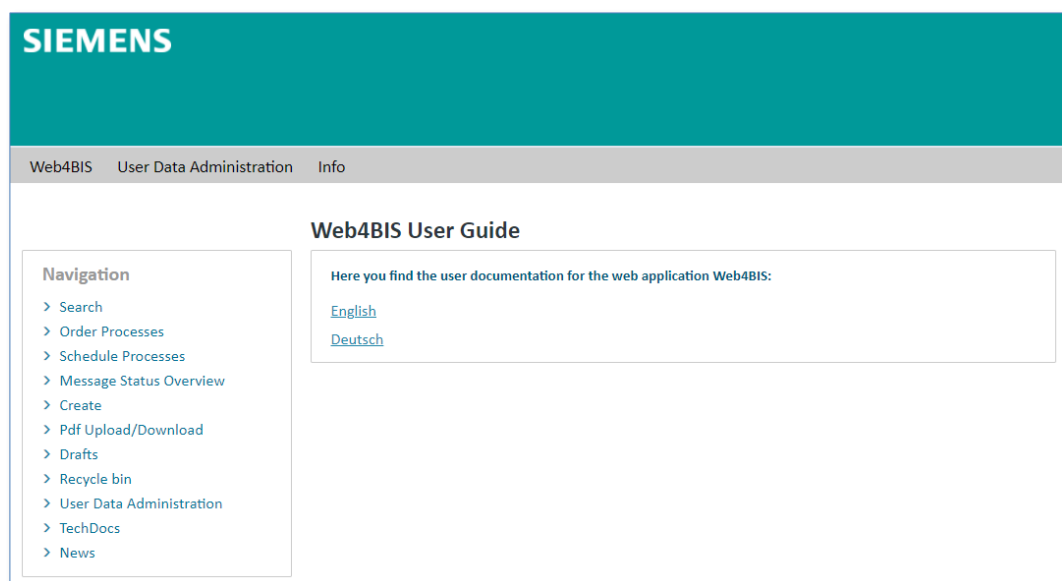 SIEMENS
Web4BIS User Data Administration Info
Web4BIS User Guide
Navigation
Search
Order Processes
Schedule Processes
Message Status Overview
Create
Pdf Upload/Download
Drafts
Recycle bin
User Data Administration
TechDocs
News
Here you find the user documentation for the web application Web4BIS:
English
Deutsch